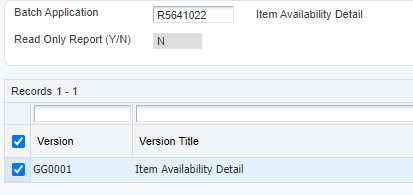 Batch Application R5641022 Item Availability Detail
Read Only Report (Y/N) N
Records 1 - 1
Version Version Title
GG0001 Item Availability Detail